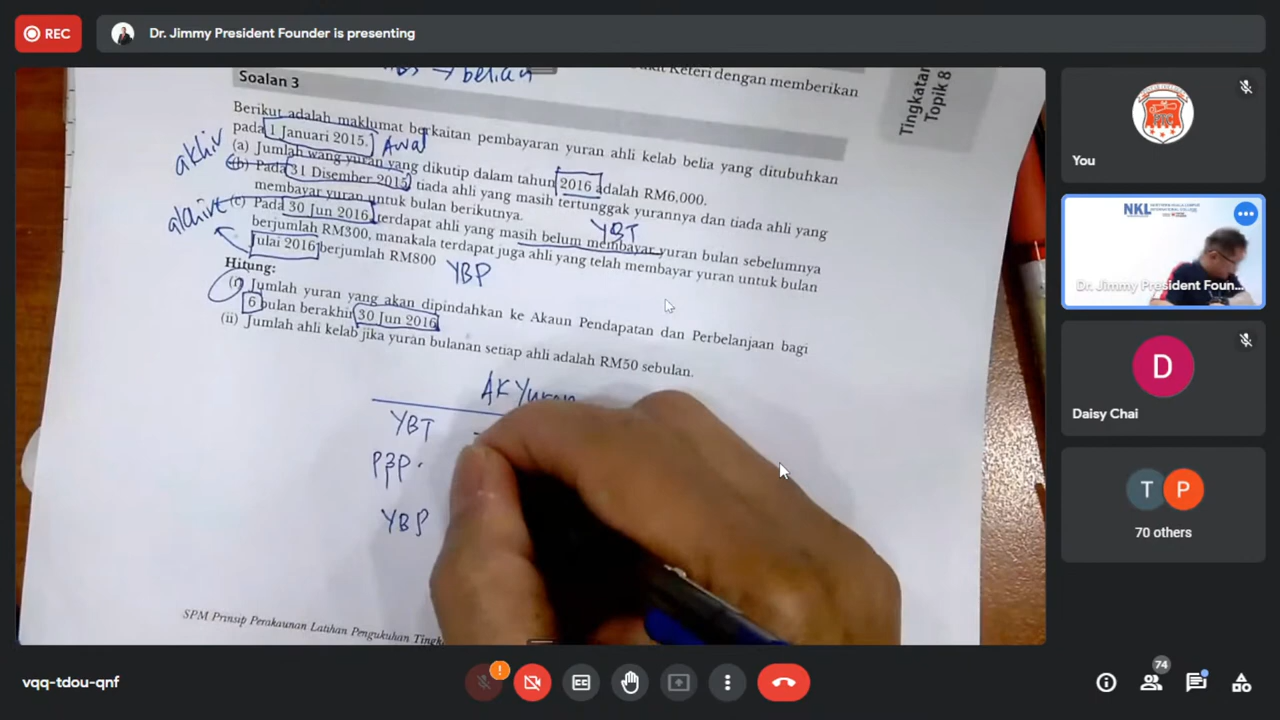 REC
Dr. Jimmy President Founder is presenting
→ belian
dengan memberikan
Tingkatan
Topik 8
Soalan 3
Berikut adalah maklumat berkaitan pembayaran yuran ahli kelab belia yang ditubuhkan
pada 1 Januari 2015. Awal
(a) Jumlah wang yuran yang dikutip dalam tahun 2016 adalah RM6,000.
akhir (b) Pada 31 Disember 2015 tiada ahli yang masih tertunggak yurannya dan tiada ahli yang
membayar yuran untuk bulan berikutnya.
YBT
(c) Pada 30 Jun 2016, terdapat ahli yang masih belum membayar yuran bulan sebelumnya
berjumlah RM300, manakala terdapat juga ahli yang telah membayar yuran untuk bulan
Julai 2016 berjumlah RM800 YBP
Hitung:
(i) Jumlah yuran yang akan dipindahkan ke Akaun Pendapatan dan Perbelanjaan bagi
6 bulan berakhir 30 Jun 2016
(ii) Jumlah ahli kelab jika yuran bulanan setiap ahli adalah RM50 sebulan.
AK Yuran
YBT
P&P
YBP
SPM Prinsip Perakaunan Latihan Pengukuhan
You
NKL
Dr. Jimmy President Foun...
D
Daisy Chai
T P
70 others
vqq-tdou-qnf
CC
74